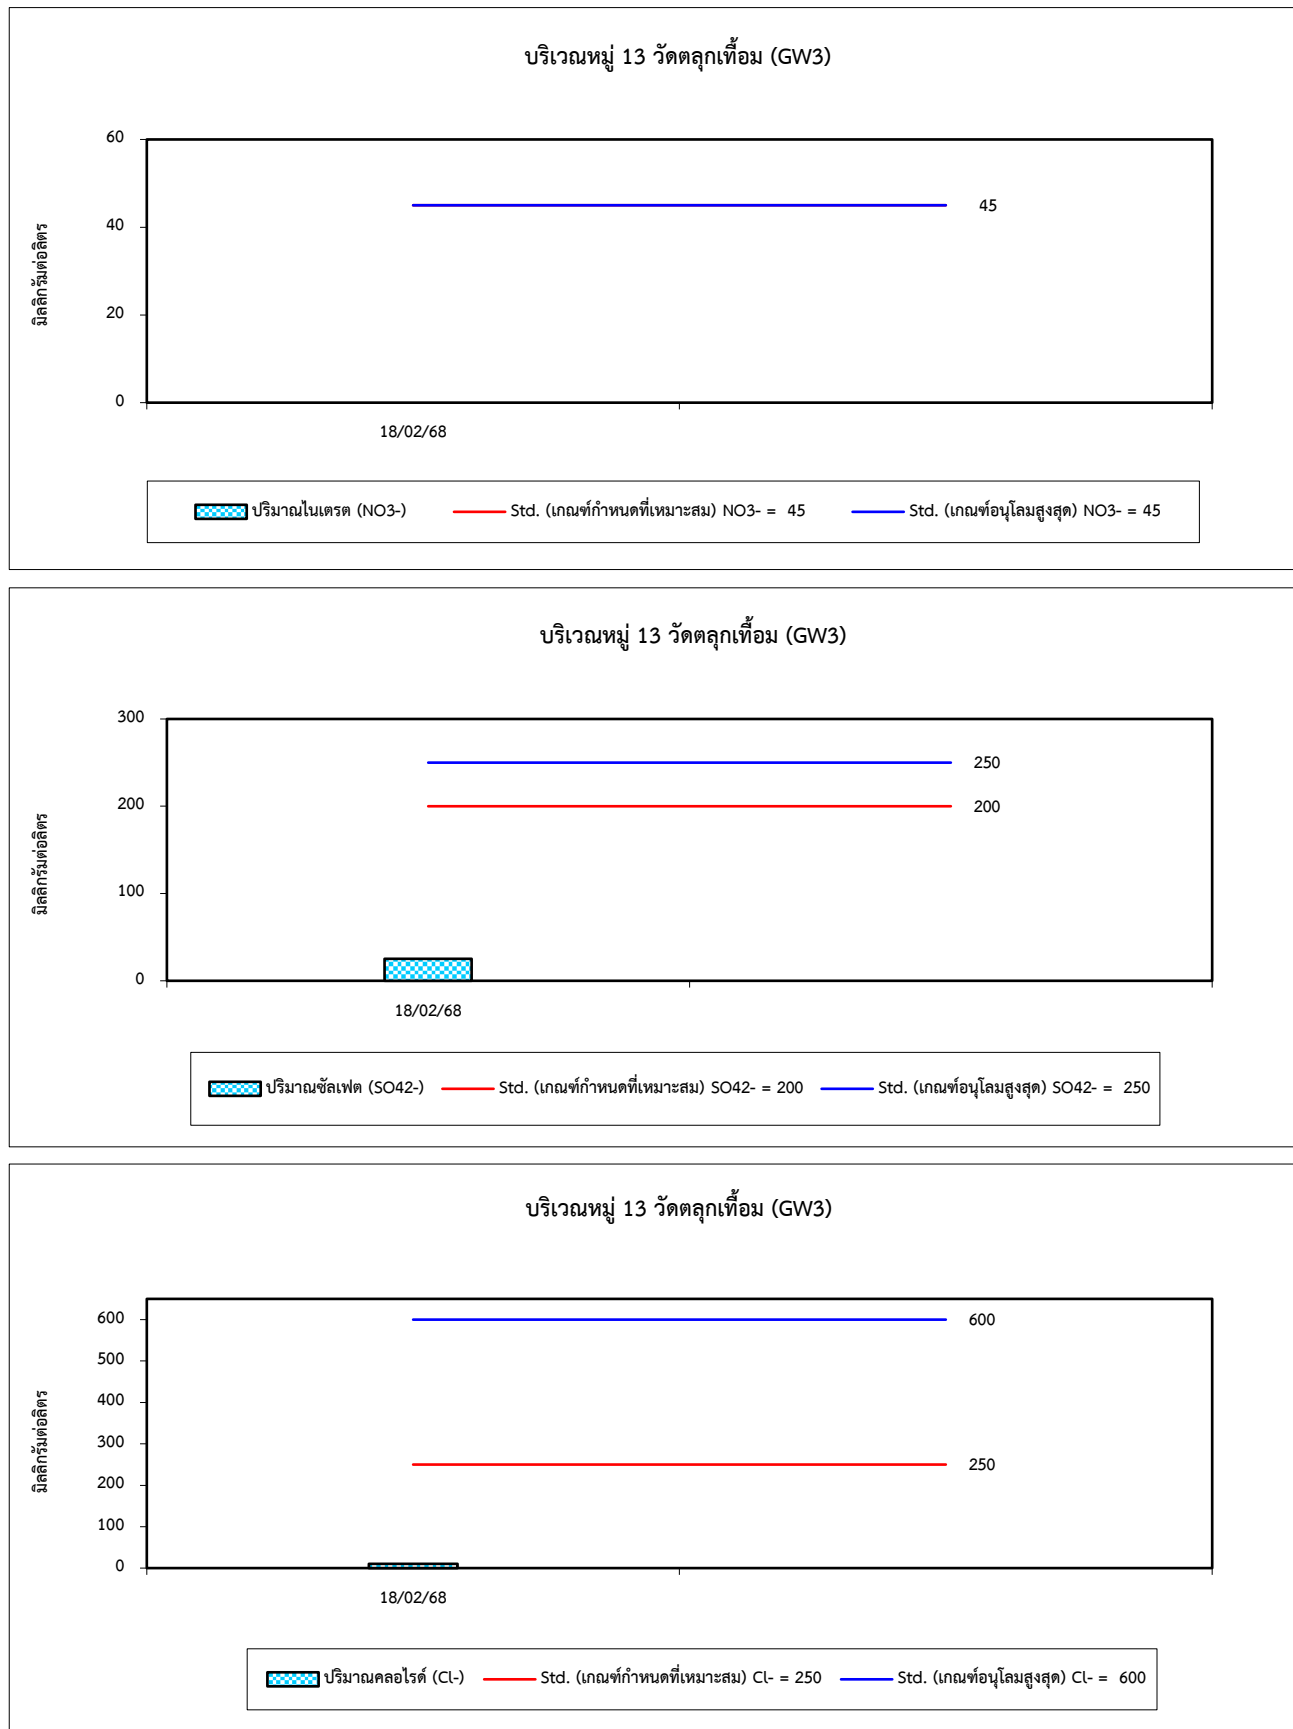 บริเวณหมู่ 13 วัดตลุกเทื้อม (GW3)
มิลลิกรัมต่อลิตร
60
45
40
20
0
18/02/68
ปริมาณไนเตรต (NO3-) Std. (เกณฑ์กำหนดที่เหมาะสม) NO3- = 45 Std. (เกณฑ์อนุโลมสูงสุด) NO3- = 45
บริเวณหมู่ 13 วัดตลุกเทื้อม (GW3)
มิลลิกรัมต่อลิตร
300
250
200 200
100
0
18/02/68
ปริมาณซัลเฟต (SO42-) Std. (เกณฑ์กำหนดที่เหมาะสม) SO42- = 200 Std. (เกณฑ์อนุโลมสูงสุด) SO42- = 250
บริเวณหมู่ 13 วัดตลุกเทื้อม (GW3)
มิลลิกรัมต่อลิตร
600 600
500
400
300
250
200
100
0
18/02/68
ปริมาณคลอไรด์ (Cl-) Std. (เกณฑ์กำหนดที่เหมาะสม) Cl- = 250 Std. (เกณฑ์อนุโลมสูงสุด) Cl- = 600